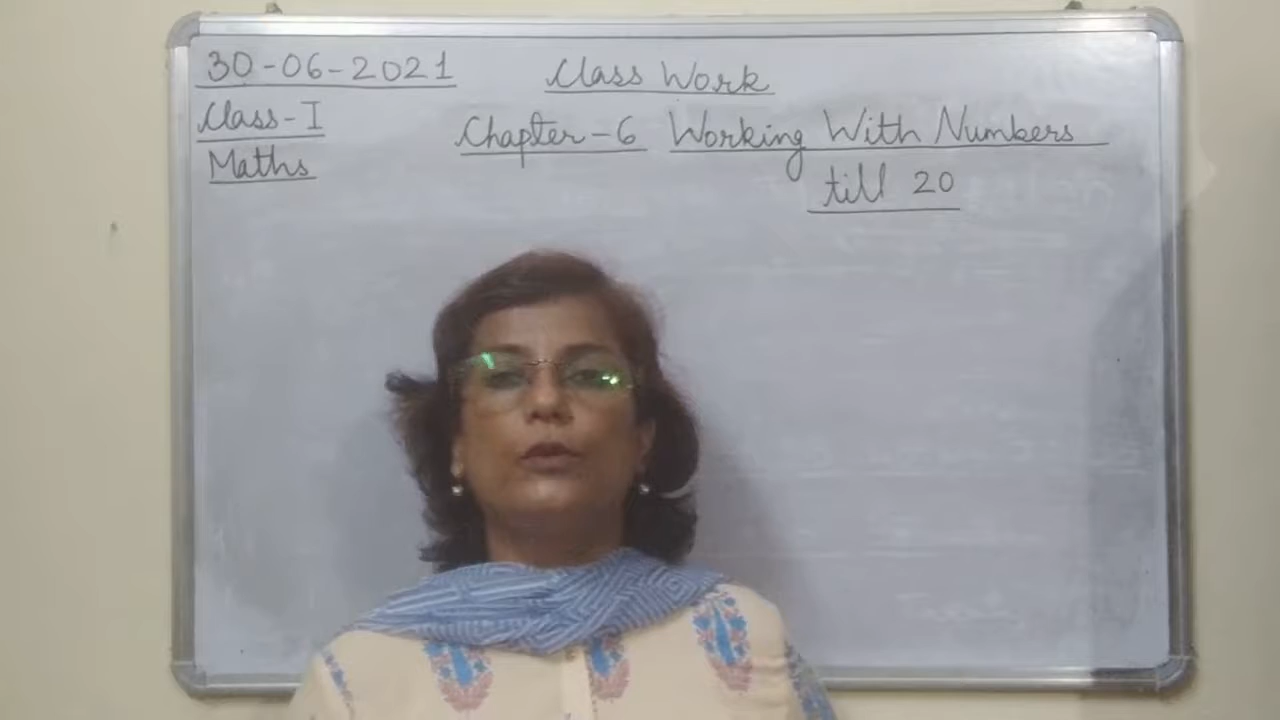 30-06-2021 Class Work
Class-I Chapter-6 Working With Numbers
Maths till 20